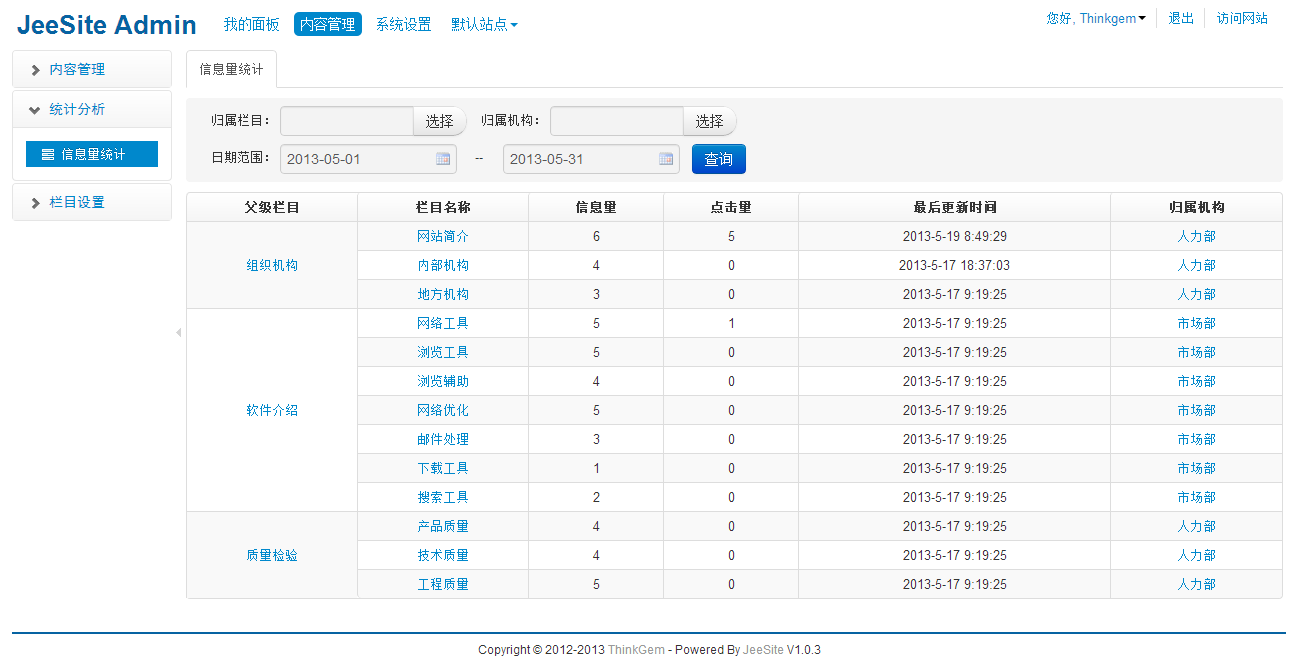 JeeSite Admin 我的面板 内容管理 系统设置 默认站点 您好, Thinkgem 退出 访问网站
内容管理
统计分析
信息量统计
栏目设置
信息量统计
归属栏目： 选择 归属机构： 选择
日期范围： 2013-05-01 -- 2013-05-31 查询
父级栏目 栏目名称 信息量 点击量 最后更新时间 归属机构
组织机构 网站简介 6 5 2013-5-19 8:49:29 人力部
内部机构 4 0 2013-5-17 18:37:03 人力部
地方机构 3 0 2013-5-17 9:19:25 人力部
软件介绍 网络工具 5 1 2013-5-17 9:19:25 市场部
浏览工具 5 0 2013-5-17 9:19:25 市场部
浏览辅助 4 0 2013-5-17 9:19:25 市场部
网络优化 5 0 2013-5-17 9:19:25 市场部
邮件处理 3 0 2013-5-17 9:19:25 市场部
下载工具 1 0 2013-5-17 9:19:25 市场部
搜索工具 2 0 2013-5-17 9:19:25 市场部
质量检验 产品质量 4 0 2013-5-17 9:19:25 人力部
技术质量 4 0 2013-5-17 9:19:25 人力部
工程质量 5 0 2013-5-17 9:19:25 人力部
Copyright © 2012-2013 ThinkGem - Powered By JeeSite V1.0.3